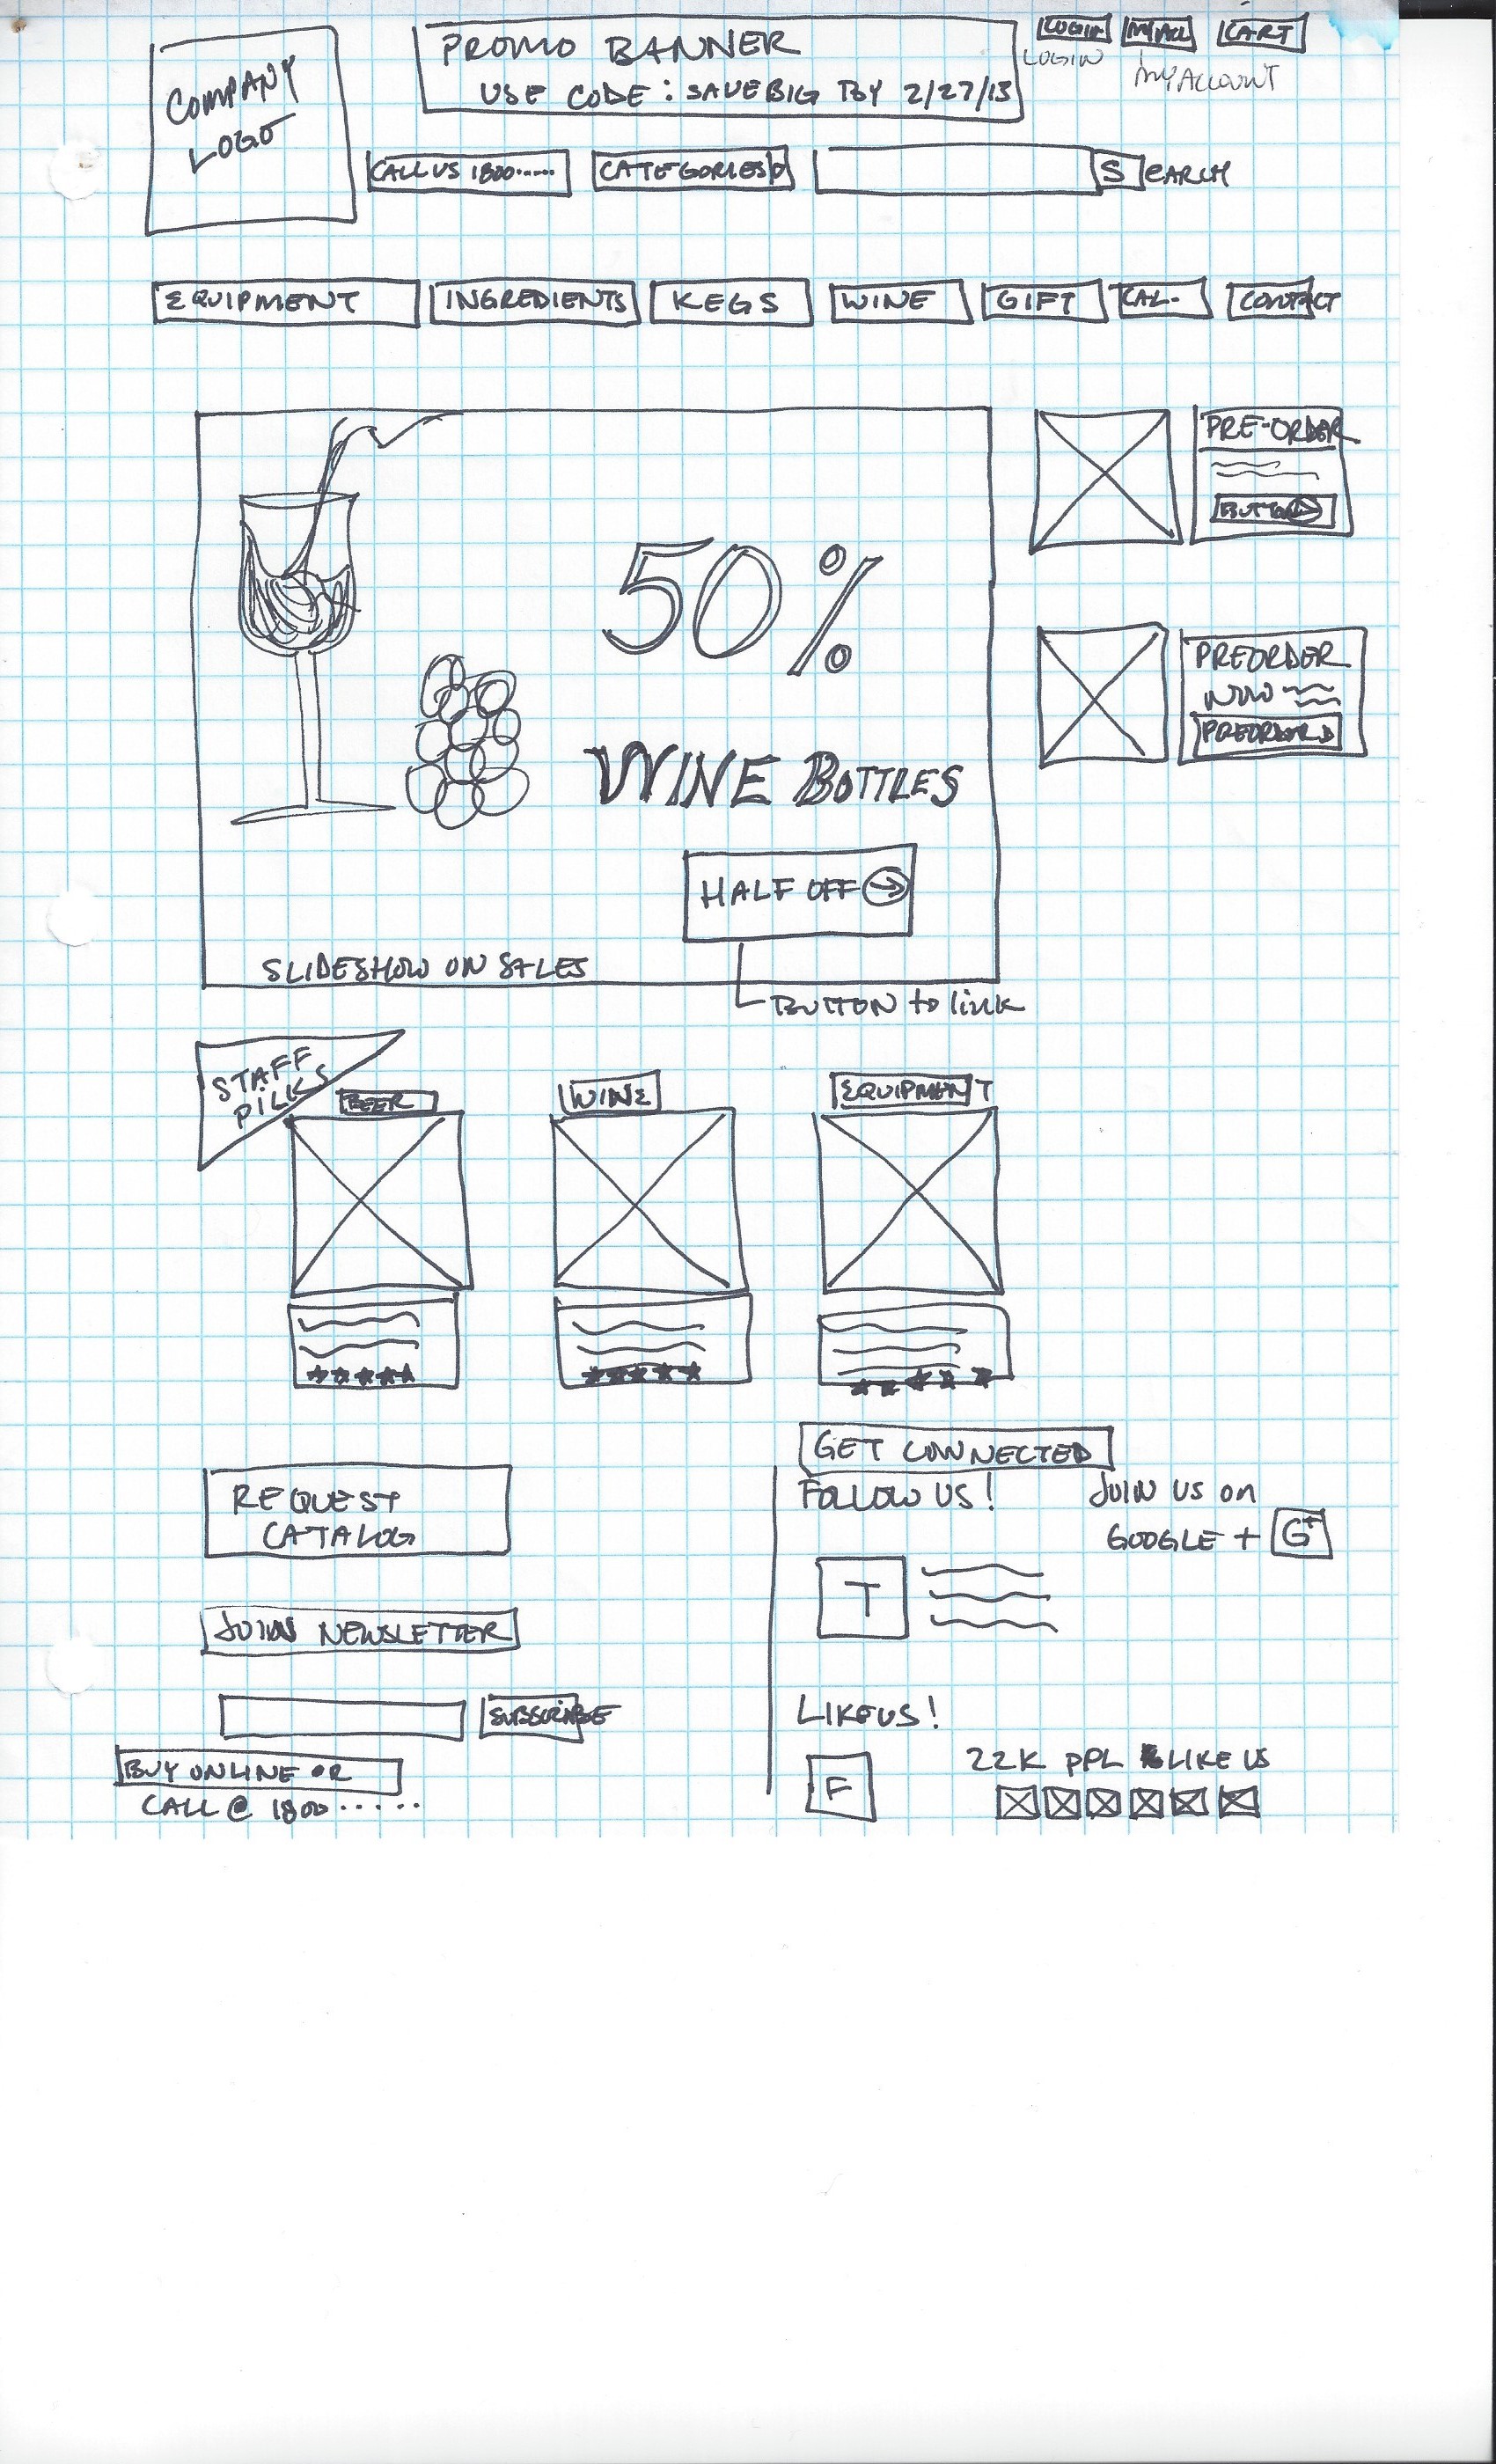 COMPANY
LOGO
PROMO BANNER
USE CODE: SAVEBIG BY 2/27/13
LOGIN
MY ACC
CART
LOGIN
MY ACCOUNT
CALL US 1800......
CATEGORIES
SEARCH
EQUIPMENT
INGREDIENTS
KEGS
WINE
GIFT
CAL-
CONTACT
50%
WINE BOTTLES
HALF OFF →
SLIDESHOW ON SALES
BUTTON to link
PRE-ORDER
BUTTON
PREORDER
NOW
PREORDER
STAFF
PICKS
BEER
WINE
EQUIPMENT
REQUEST
CATALOG
JOIN NEWSLETTER
SUBSCRIBE
BUY ONLINE OR
CALL @ 1800.....
GET CONNECTED
FOLLOW US!
JOIN US on
GOOGLE + G+
T
LIKE US!
F
22K PPL LIKE US